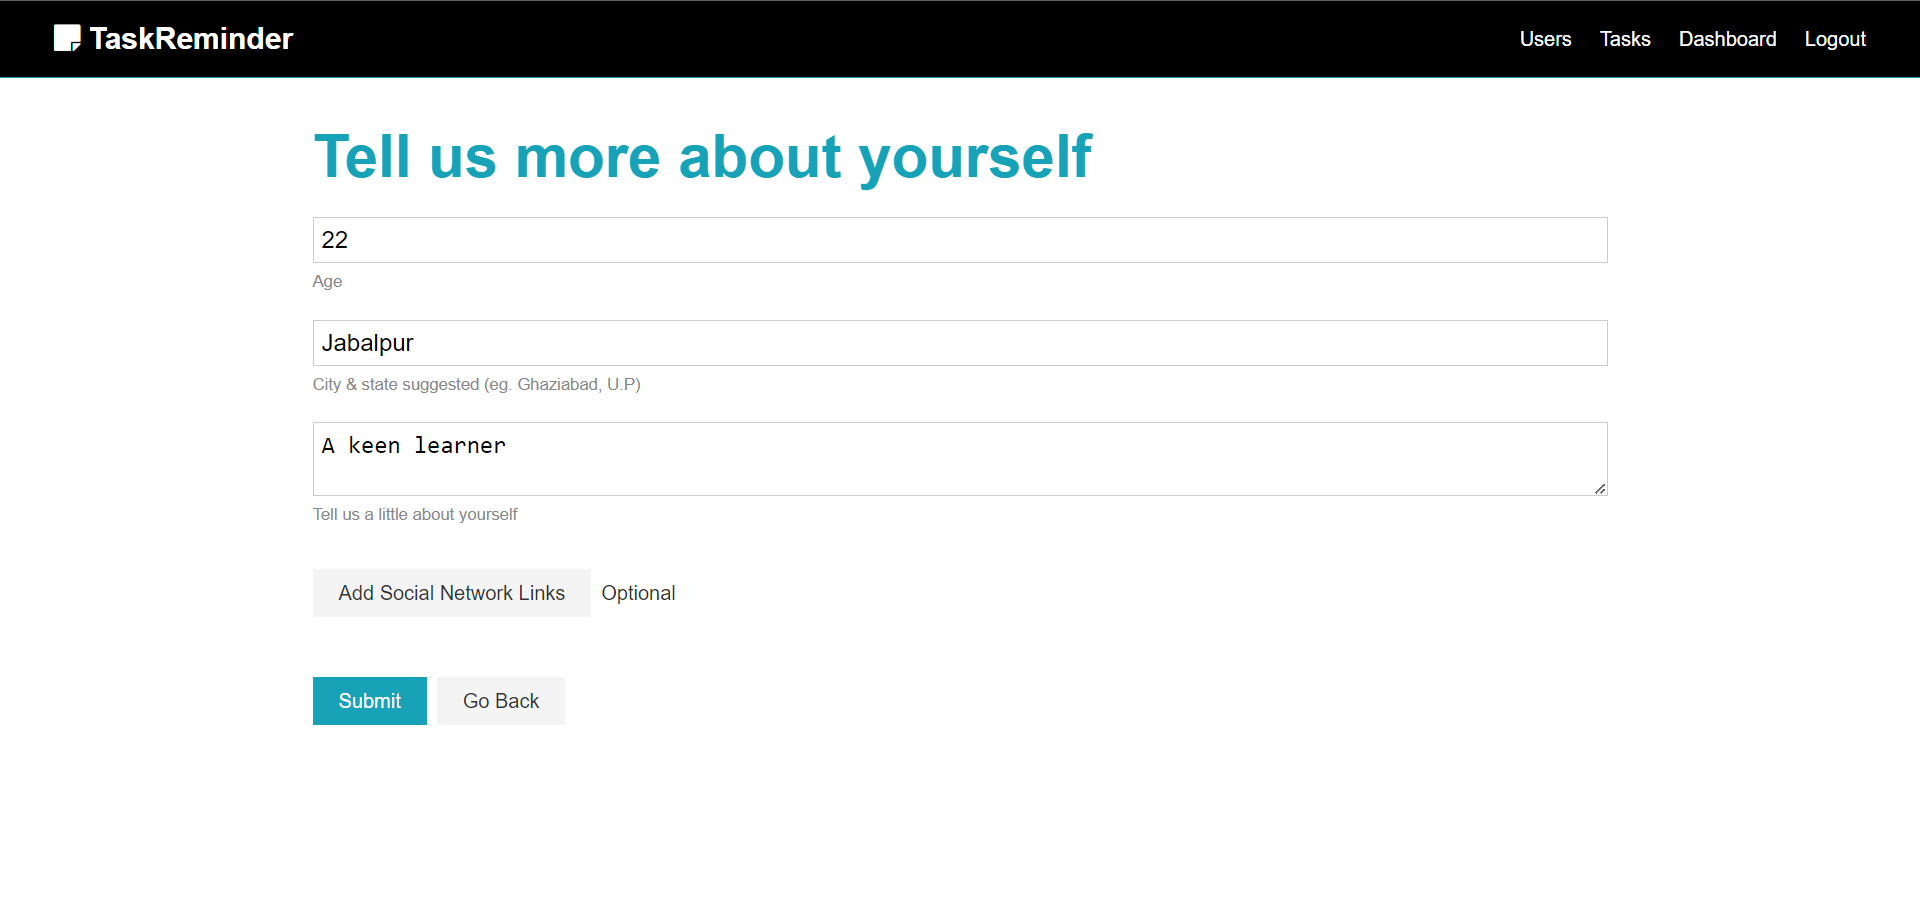 TaskReminder
Users Tasks Dashboard Logout
Tell us more about yourself
22
Age
Jabalpur
City & state suggested (eg. Ghaziabad, U.P)
A keen learner
Tell us a little about yourself
Add Social Network Links Optional
Submit Go Back